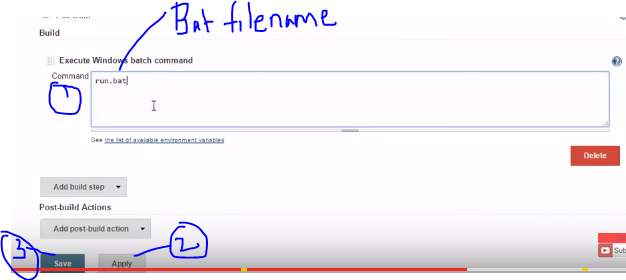 Bat filename
Build
Execute Windows batch command
Command
run.bat
1
See the list of available environment variables
Delete
Add build step
Post-build Actions
Add post-build action
3
2
Save
Apply
Sub